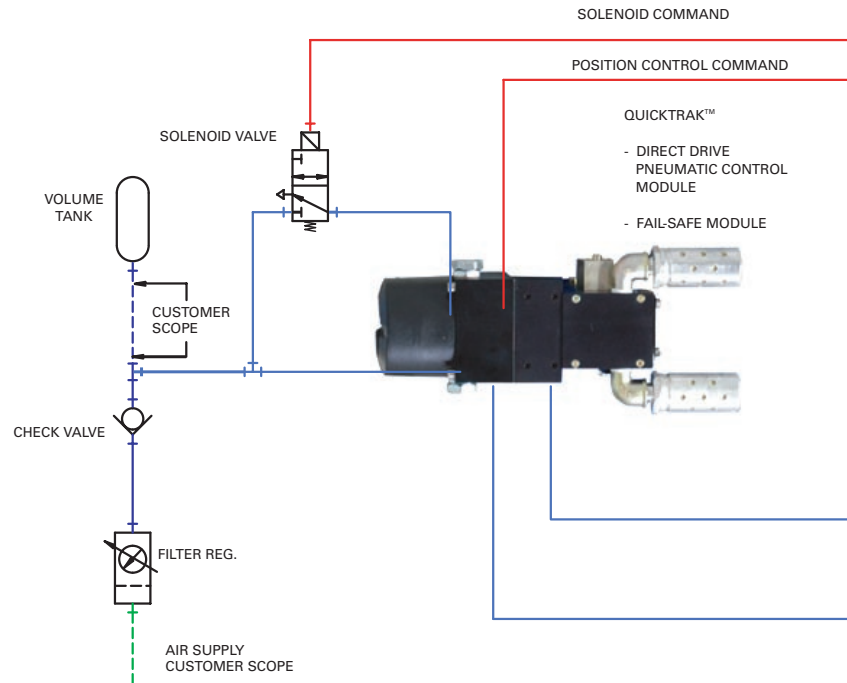 SOLENOID COMMAND
POSITION CONTROL COMMAND
QUICKTRAK™
- DIRECT DRIVE
PNEUMATIC CONTROL
MODULE
- FAIL-SAFE MODULE
SOLENOID VALVE
VOLUME
TANK
CUSTOMER
SCOPE
CHECK VALVE
FILTER REG.
AIR SUPPLY
CUSTOMER SCOPE